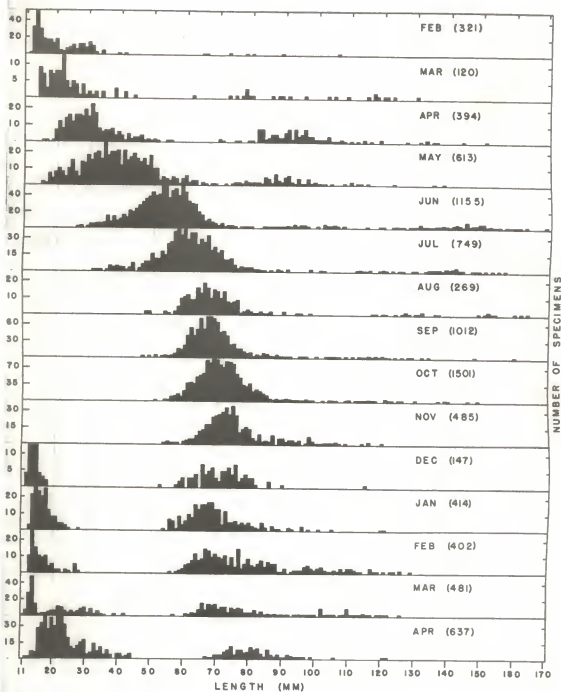 40
20
FEB (321)
10
5
MAR (120)
20
10
APR (394)
20
10
MAY (613)
40
20
JUN (1155)
30
15
JUL (749)
20
10
AUG (269)
60
30
SEP (1012)
70
35
OCT (1501)
30
15
NOV (485)
10
5
DEC (147)
20
10
JAN (414)
20
10
FEB (402)
40
20
MAR (481)
30
15
APR (637)
11 20 30 40 50 60 70 80 90 100 110 120 130 140 150 160 170
LENGTH (MM)
NUMBER OF SPECIMENS